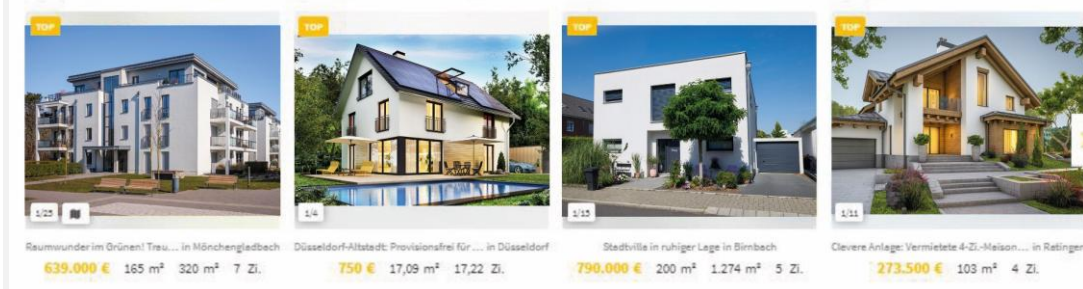 TOP
TOP
TOP
TOP
1/25
1/4
1/15
1/11
Raumwunder im Grünen! Trau... in Mönchengladbach
Düsseldorf-Altstadt: Provisionsfrei für ... in Düsseldorf
Stadtvilla in ruhiger Lage in Birnbach
Clevere Anlage: Vermietete 4-Zi.-Maison... in Ratingen
639.000 € 165 m² 320 m² 7 Zi.
750 € 17,09 m² 17,22 Zi.
790.000 € 200 m² 1.274 m² 5 Zi.
273.500 € 103 m² 4 Zi.